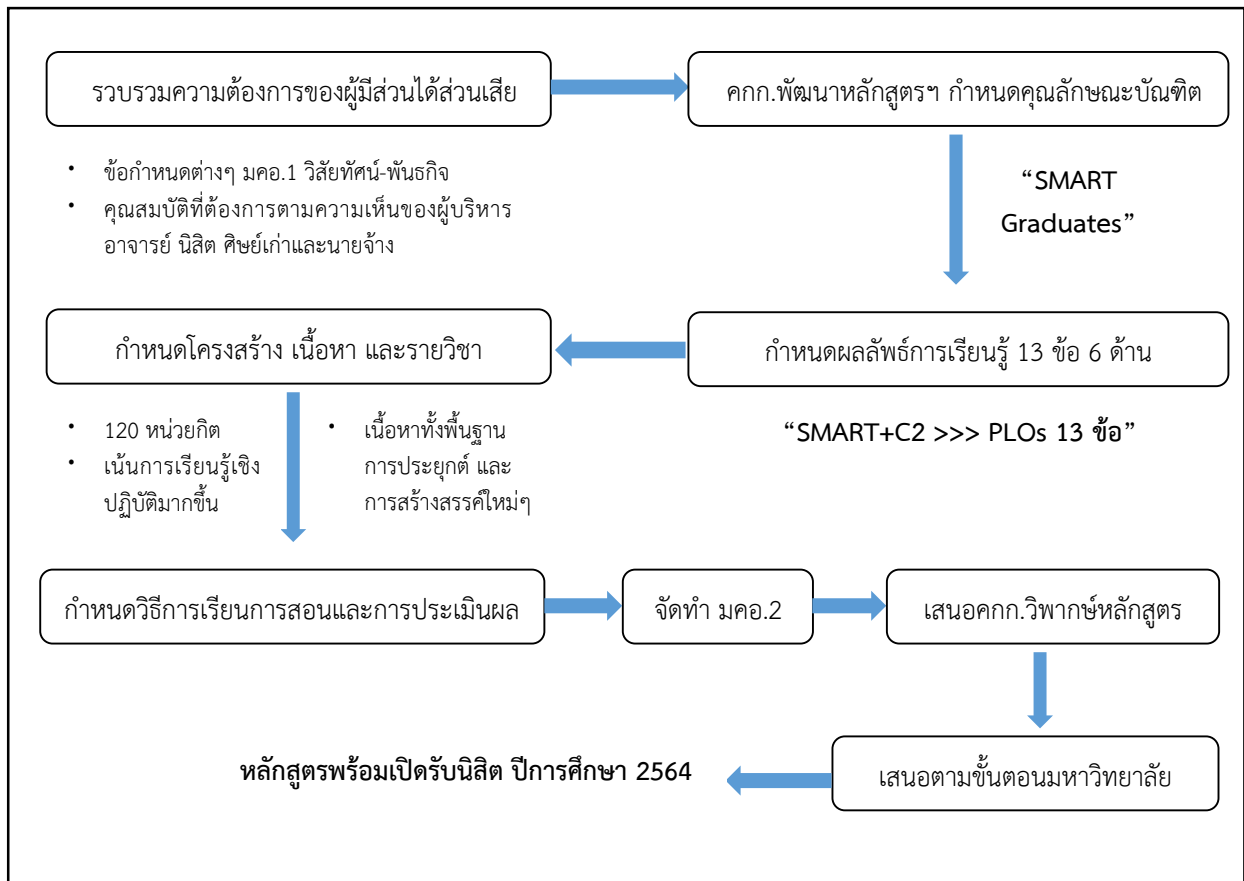 รวบรวมความต้องการของผู้มีส่วนได้ส่วนเสีย
คกก.พัฒนาหลักสูตรฯ กำหนดคุณลักษณะบัณฑิต
• ข้อกำหนดต่างๆ มคอ.1 วิสัยทัศน์-พันธกิจ
• คุณสมบัติที่ต้องการตามความเห็นของผู้บริหาร
อาจารย์ นิสิต ศิษย์เก่าและนายจ้าง
“SMART
Graduates”
กำหนดผลลัพธ์การเรียนรู้ 13 ข้อ 6 ด้าน
“SMART+C2 >>> PLOs 13 ข้อ”
กำหนดโครงสร้าง เนื้อหา และรายวิชา
• 120 หน่วยกิต
• เน้นการเรียนรู้เชิง
ปฏิบัติมากขึ้น
• เนื้อหาทั้งพื้นฐาน
การประยุกต์ และ
การสร้างสรรค์ใหม่ๆ
กำหนดวิธีการเรียนการสอนและการประเมินผล
จัดทำ มคอ.2
เสนอคกก.วิพากษ์หลักสูตร
เสนอตามขั้นตอนมหาวิทยาลัย
หลักสูตรพร้อมเปิดรับนิสิต ปีการศึกษา 2564